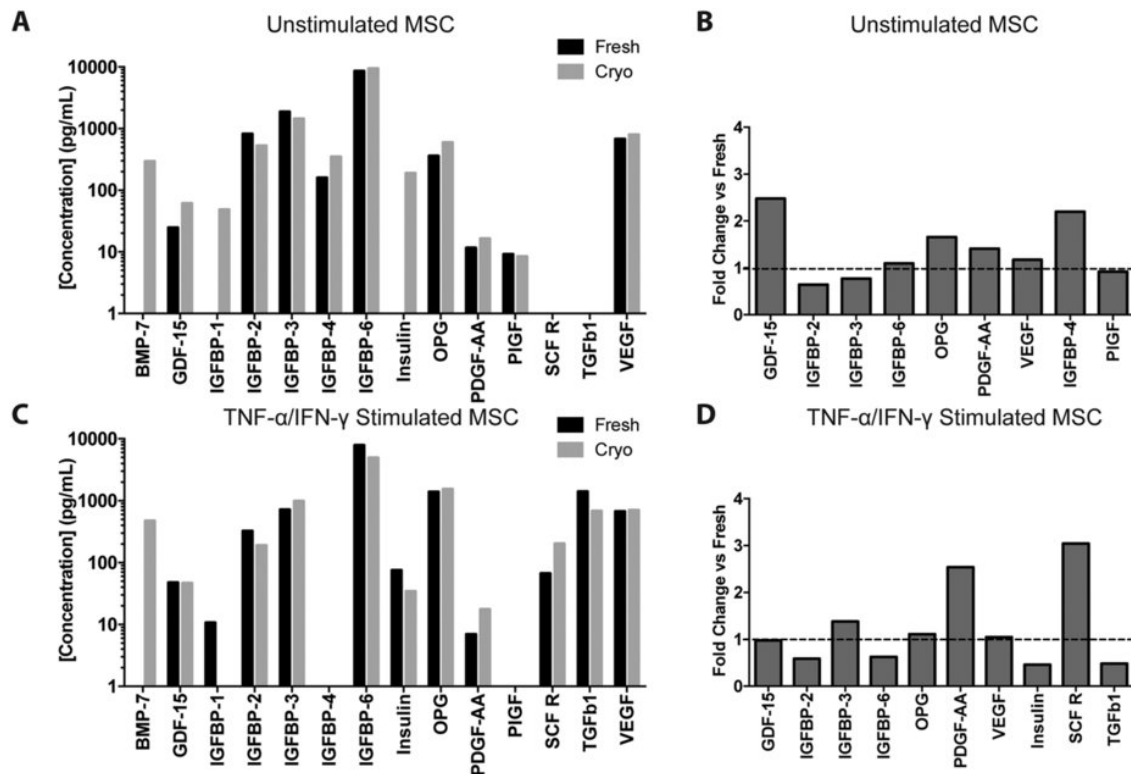 A
Unstimulated MSC
Fresh
Cryo
[Concentration] (pg/mL)
10000
1000
100
10
1
BMP-7
GDF-15
IGFBP-1
IGFBP-2
IGFBP-3
IGFBP-4
IGFBP-6
Insulin
OPG
PDGF-AA
PIGF
SCF R
TGFb1
VEGF
B
Unstimulated MSC
Fold Change vs Fresh
4
3
2
1
0
GDF-15
IGFBP-2
IGFBP-3
IGFBP-6
OPG
PDGF-AA
VEGF
IGFBP-4
PIGF
C
TNF-α/IFN-γ Stimulated MSC
Fresh
Cryo
[Concentration] (pg/mL)
10000
1000
100
10
1
BMP-7
GDF-15
IGFBP-1
IGFBP-2
IGFBP-3
IGFBP-4
IGFBP-6
Insulin
OPG
PDGF-AA
PIGF
SCF R
TGFb1
VEGF
D
TNF-α/IFN-γ Stimulated MSC
Fold Change vs Fresh
4
3
2
1
0
GDF-15
IGFBP-2
IGFBP-3
IGFBP-6
OPG
PDGF-AA
VEGF
Insulin
SCF R
TGFb1